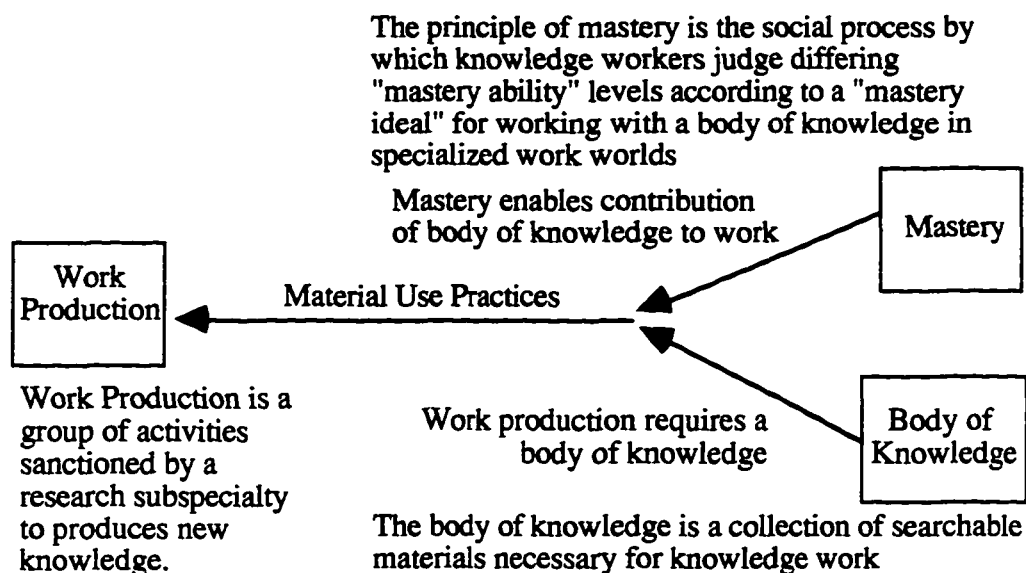 The principle of mastery is the social process by
which knowledge workers judge differing
"mastery ability" levels according to a "mastery
ideal" for working with a body of knowledge in
specialized work worlds
Mastery enables contribution
of body of knowledge to work
Mastery
Work
Production
Material Use Practices
Work Production is a
group of activities
sanctioned by a
research subspecialty
to produces new
knowledge.
Work production requires a
body of knowledge
Body of
Knowledge
The body of knowledge is a collection of searchable
materials necessary for knowledge work